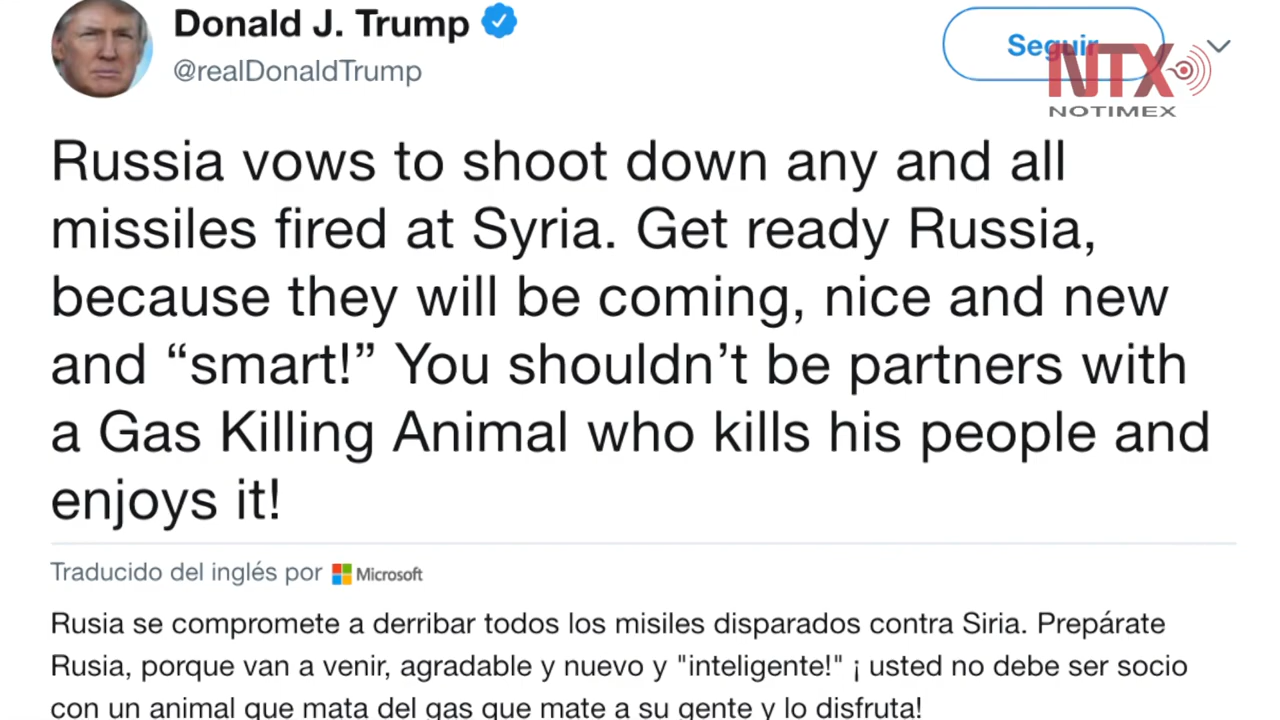 Donald J. Trump
@realDonaldTrump
Seguir
NTX
NOTIMEX
Russia vows to shoot down any and all
missiles fired at Syria. Get ready Russia,
because they will be coming, nice and new
and “smart!” You shouldn’t be partners with
a Gas Killing Animal who kills his people and
enjoys it!
Traducido del inglés por Microsoft
Rusia se compromete a derribar todos los misiles disparados contra Siria. Prepárate
Rusia, porque van a venir, agradable y nuevo y "inteligente!" ¡ usted no debe ser socio
con un animal que mata del gas que mate a su gente y lo disfruta!